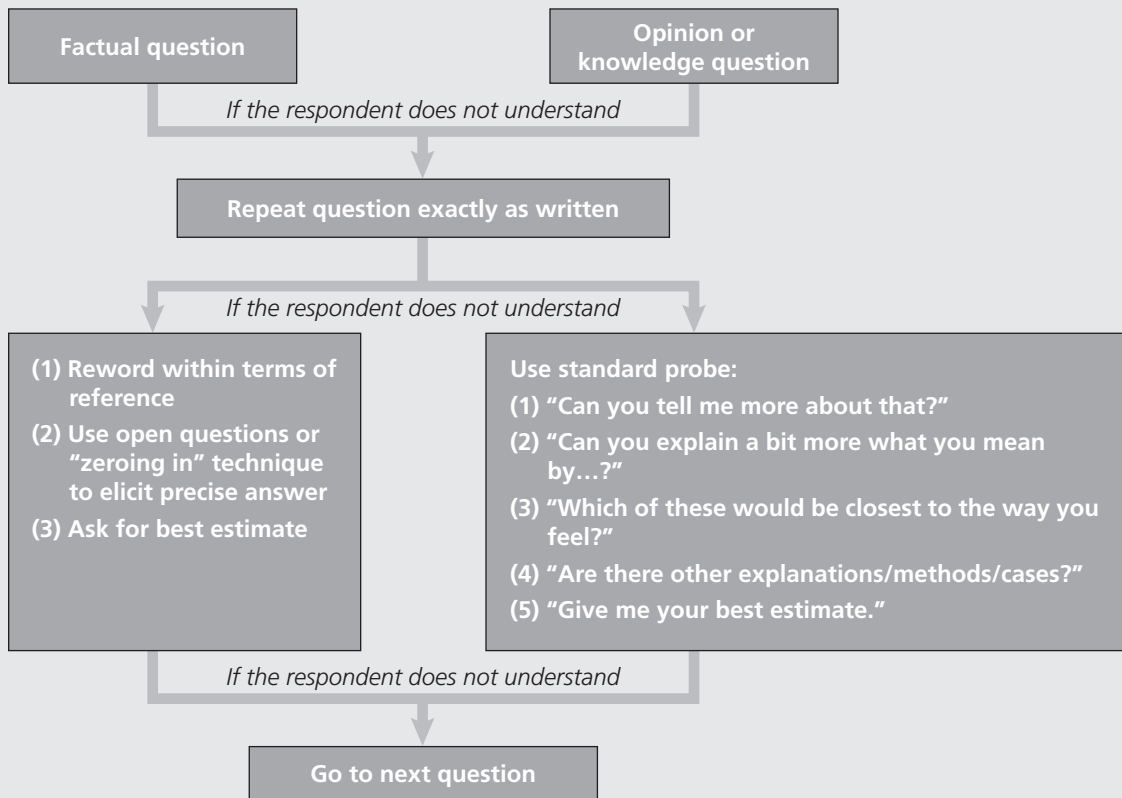 Factual question
Opinion or
knowledge question
If the respondent does not understand
Repeat question exactly as written
If the respondent does not understand
(1) Reword within terms of
reference
(2) Use open questions or
“zeroing in” technique
to elicit precise answer
(3) Ask for best estimate
Use standard probe:
(1) “Can you tell me more about that?”
(2) “Can you explain a bit more what you mean
by…?”
(3) “Which of these would be closest to the way you
feel?”
(4) “Are there other explanations/methods/cases?”
(5) “Give me your best estimate.”
If the respondent does not understand
Go to next question